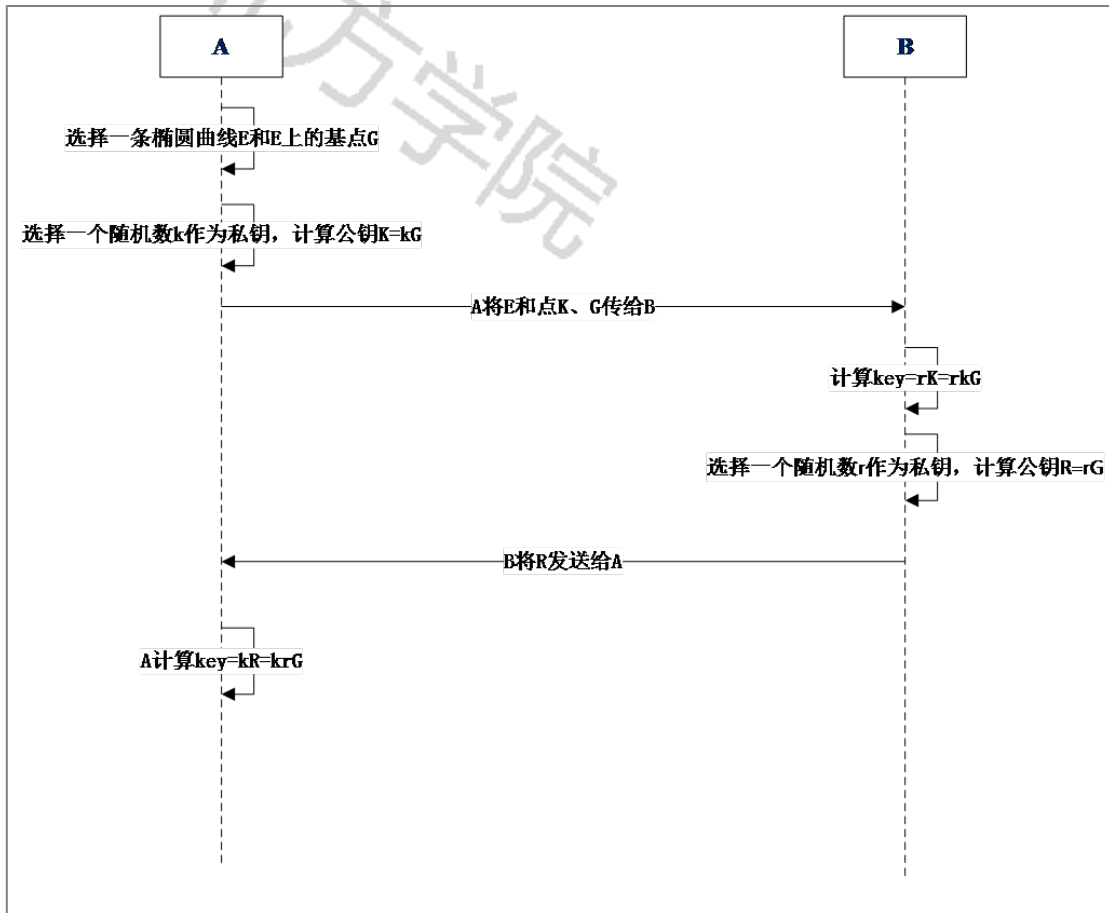 方学院
A
B
选择一条椭圆曲线E和E上的基点G
选择一个随机数k作为私钥，计算公钥K=kG
A将E和点K、G传给B
计算key=rK=rkG
选择一个随机数r作为私钥，计算公钥R=rG
B将R发送给A
A计算key=kR=krG